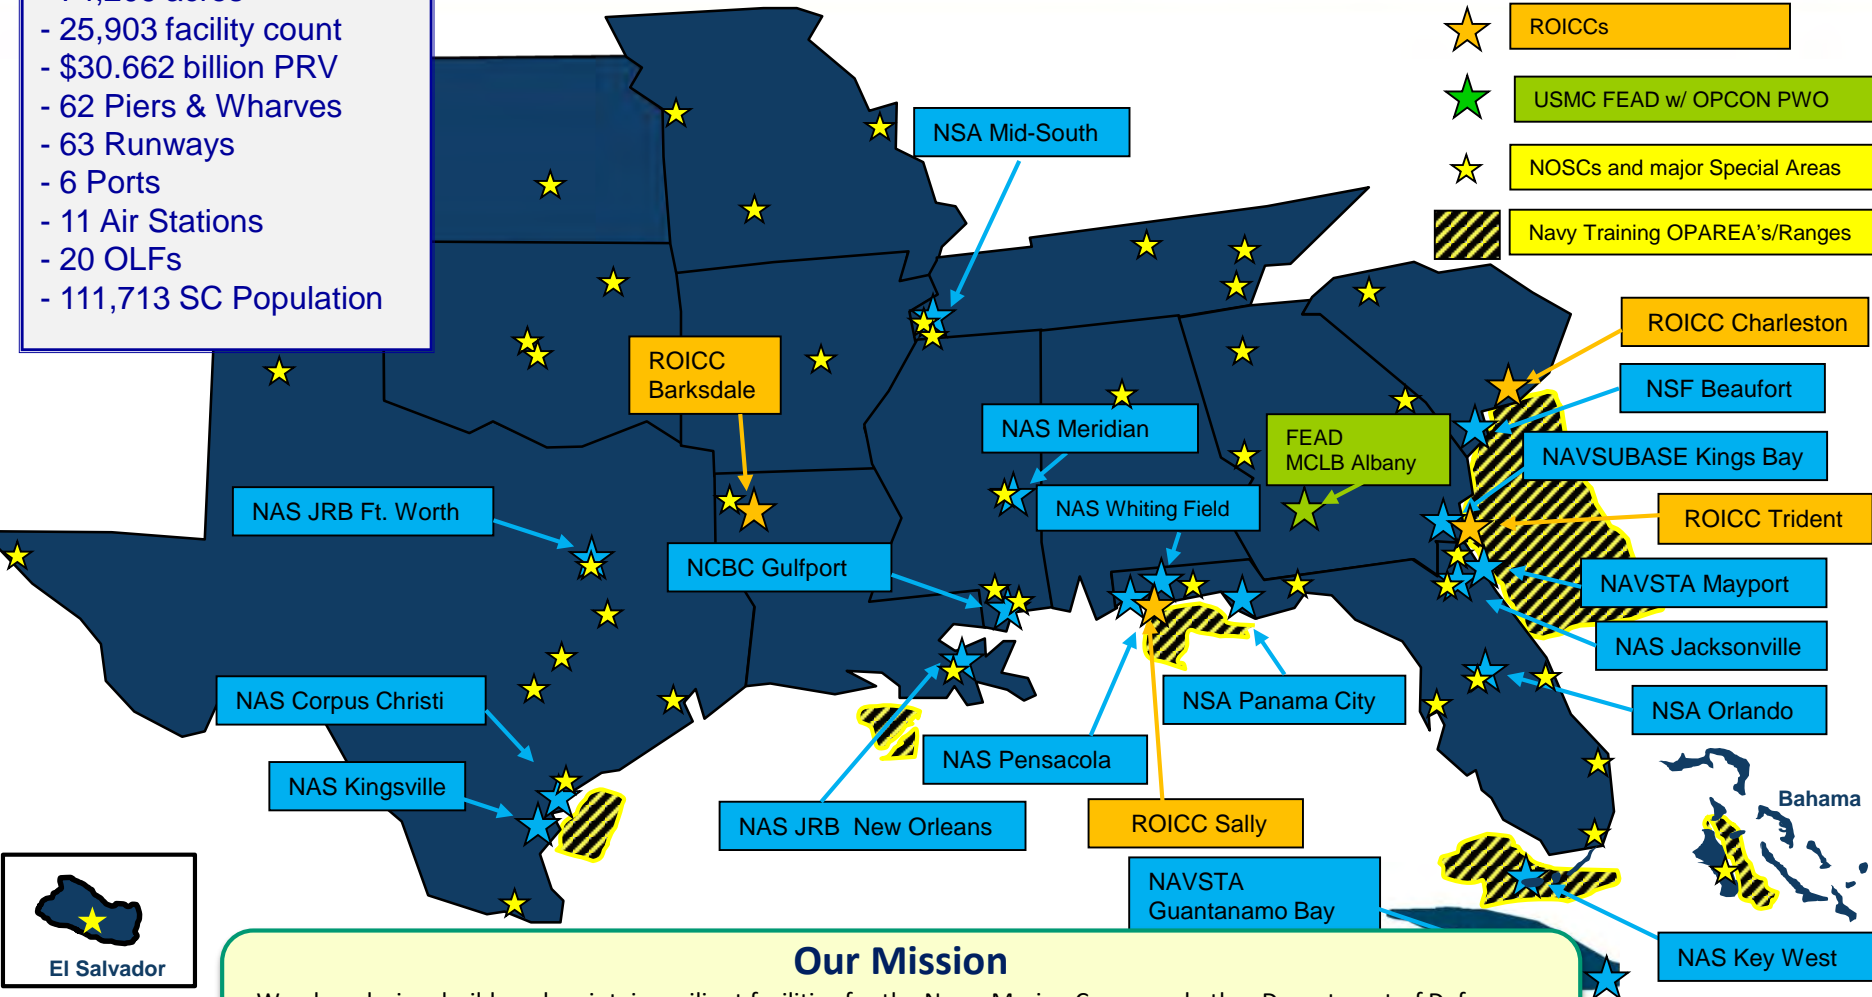 - 25,903 facility count
- $30.662 billion PRV
- 62 Piers & Wharves
- 63 Runways
- 6 Ports
- 11 Air Stations
- 20 OLFs
- 111,713 SC Population
ROICCs
USMC FEAD w/ OPCON PWO
NOSCs and major Special Areas
Navy Training OPAREA's/Ranges
NSA Mid-South
ROICC Charleston
ROICC
Barksdale
NSF Beaufort
NAS Meridian
FEAD
MCLB Albany
NAVSUBASE Kings Bay
NAS JRB Ft. Worth
NAS Whiting Field
ROICC Trident
NCBC Gulfport
NAVSTA Mayport
NAS Jacksonville
NAS Corpus Christi
NSA Panama City
NSA Orlando
NAS Pensacola
NAS Kingsville
Bahama
NAS JRB New Orleans
ROICC Sally
NAVSTA
Guantanamo Bay
NAS Key West
El Salvador
Our Mission